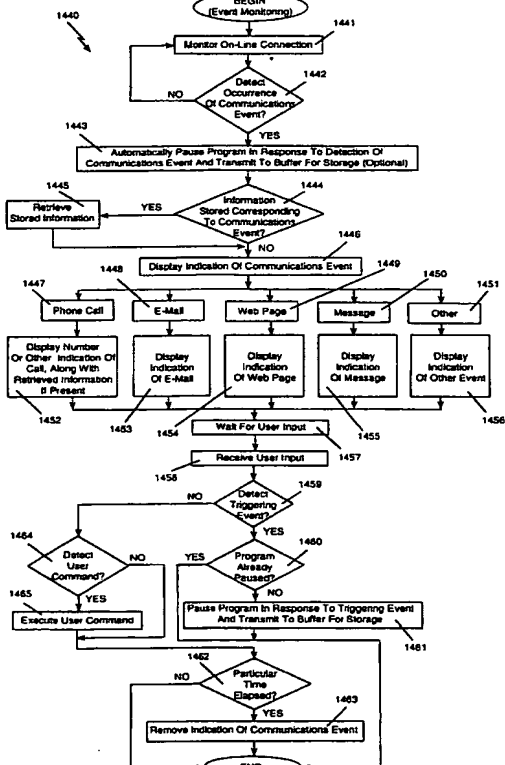 BEGIN
(Event Monitoring)
1440
1441
Monitor On-Line Connection
1442
Detect
Occurrence
Of Communications
Event?
NO
YES
1443
Automatically Pause Program In Response To Detection Of
Communications Event And Transmit To Buffer For Storage (Optional)
1445
1444
Retrieve
Stored Information
YES
Information
Stored Corresponding
To Communications
Event?
NO
1446
Display Indication Of Communications Event
1447
1448
1449
1450
1451
Phone Call
E-Mail
Web Page
Message
Other
Display Number
Or Other Indication Of
Call, Along With
Retrieved Information
If Present
Display
Indication
Of E-Mail
Display
Indication
Of Web Page
Display
Indication
Of Message
Display
Indication
Of Other Event
1452
1453
1454
1455
1456
Wait For User Input
1457
Receive User Input
1458
1459
NO
Detect
Triggering
Event?
YES
1464
1460
Detect
User
Command?
NO
YES
YES
Program
Already
Paused?
NO
1465
Execute User Command
Pause Program In Response To Triggering Event
And Transmit To Buffer For Storage
1461
1462
NO
Particular
Time
Elapsed?
YES
1463
Remove Indication Of Communications Event
END